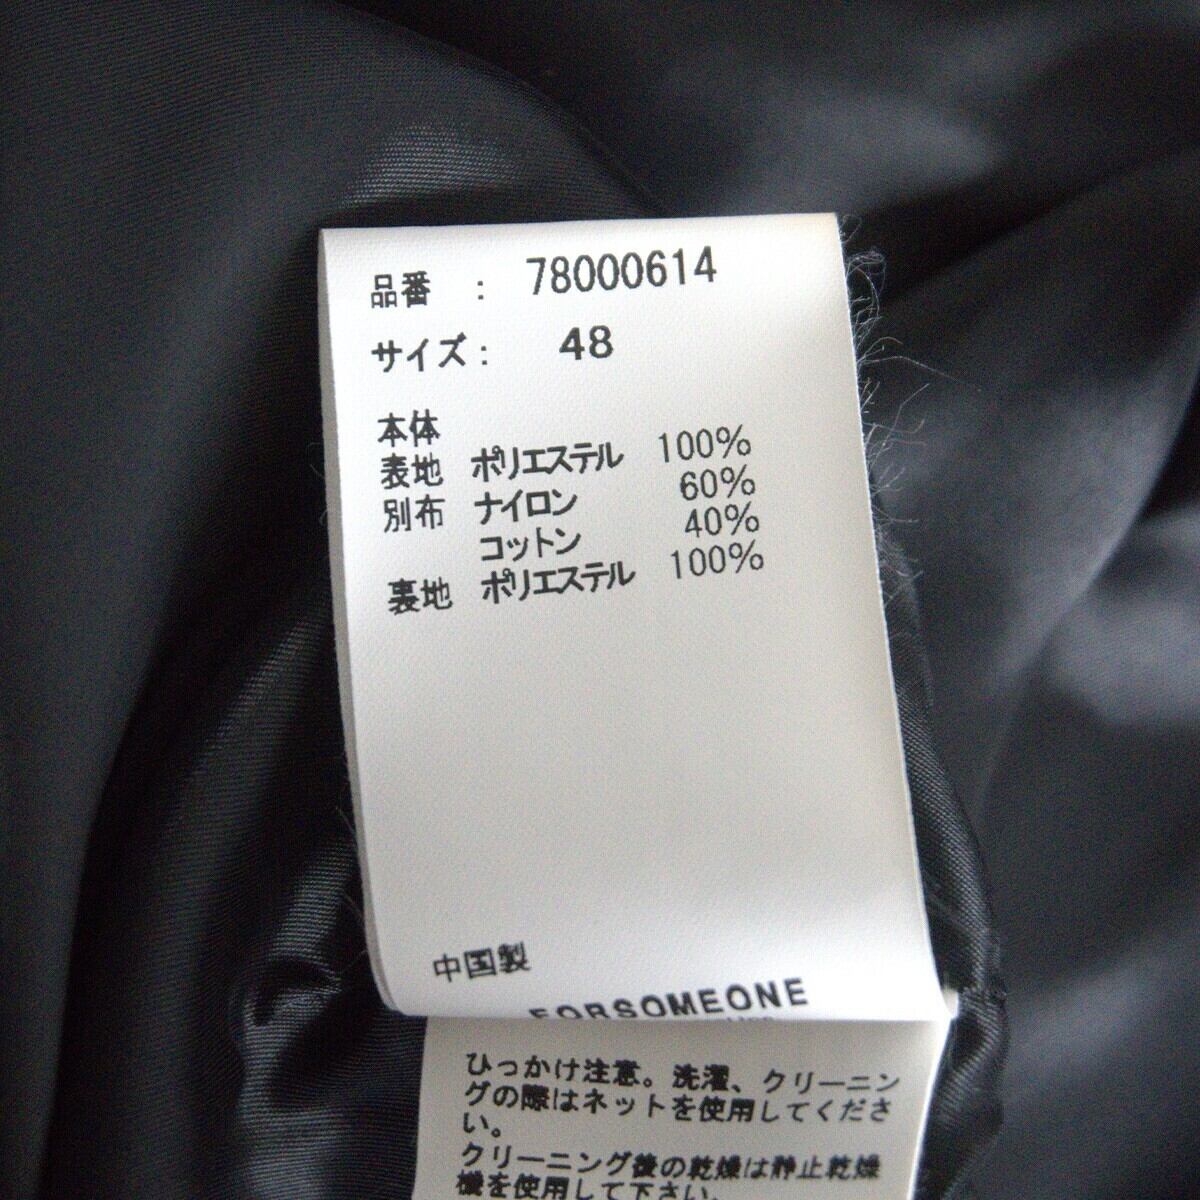 品番 : 78000614
サイズ: 48
本体
表地 ポリエステル 100%
別布 ナイロン 60%
コットン 40%
裏地 ポリエステル 100%
中国製
FORSOMEONE
ひっかけ注意。洗濯、クリーニン
グの際はネットを使用してくださ
い。
クリーニング後の乾燥は静止乾燥
機を使用して下さい。